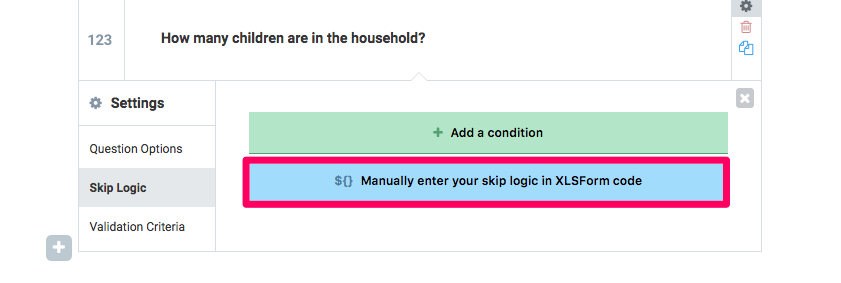 123
How many children are in the household?
Settings
Question Options
Skip Logic
Validation Criteria
+ Add a condition
${} Manually enter your skip logic in XLSForm code